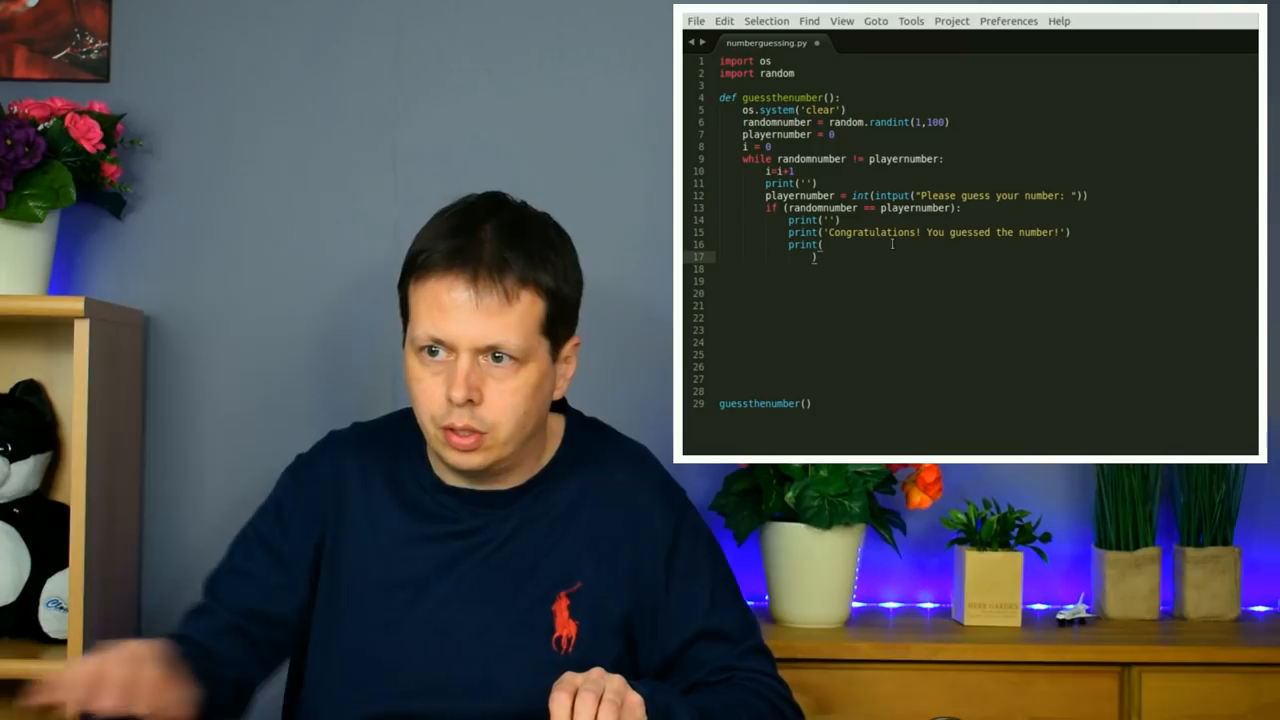 File Edit Selection Find View Goto Tools Project Preferences Help
numberguessing.py
1 import os
2 import random
3
4 def guessthenumber():
5 os.system('clear')
6 randomnumber = random.randint(1,100)
7 playernumber = 0
8 i = 0
9 while randomnumber != playernumber:
10 i=i+1
11 print('')
12 playernumber = int(intput("Please guess your number: "))
13 if (randomnumber == playernumber):
14 print('')
15 print('Congratulations! You guessed the number!')
16 print(
17 )
18
19
20
21
22
23
24
25
26
27
28
29 guessthenumber()
HERB GARDEN